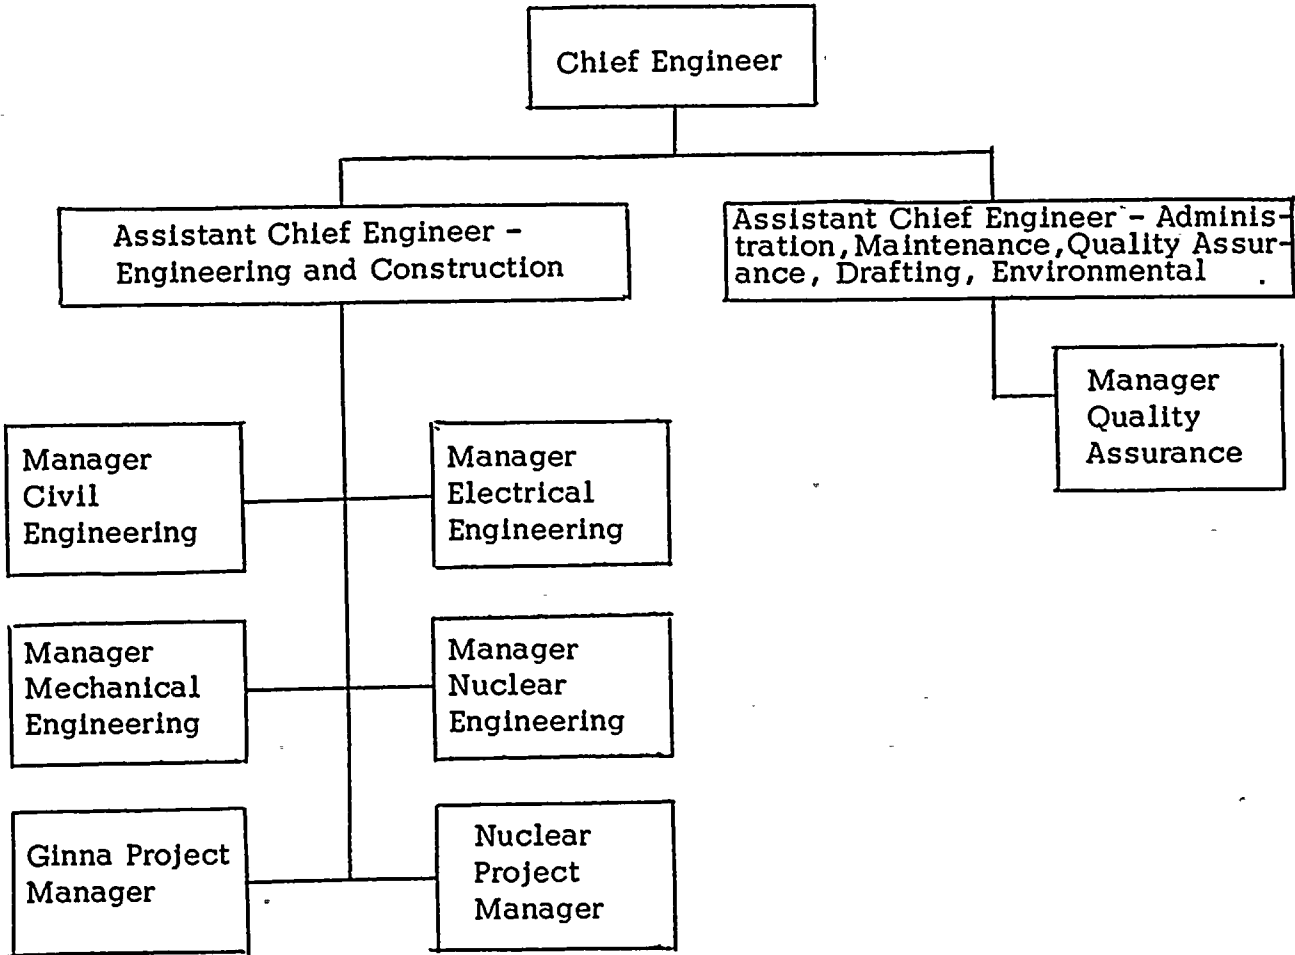 Chief Engineer
Assistant Chief Engineer -
Engineering and Construction
Assistant Chief Engineer - Adminis-
tration, Maintenance, Quality Assur-
ance, Drafting, Environmental
Manager
Quality
Assurance
Manager
Civil
Engineering
Manager
Electrical
Engineering
Manager
Mechanical
Engineering
Manager
Nuclear
Engineering
Ginna Project
Manager
Nuclear
Project
Manager